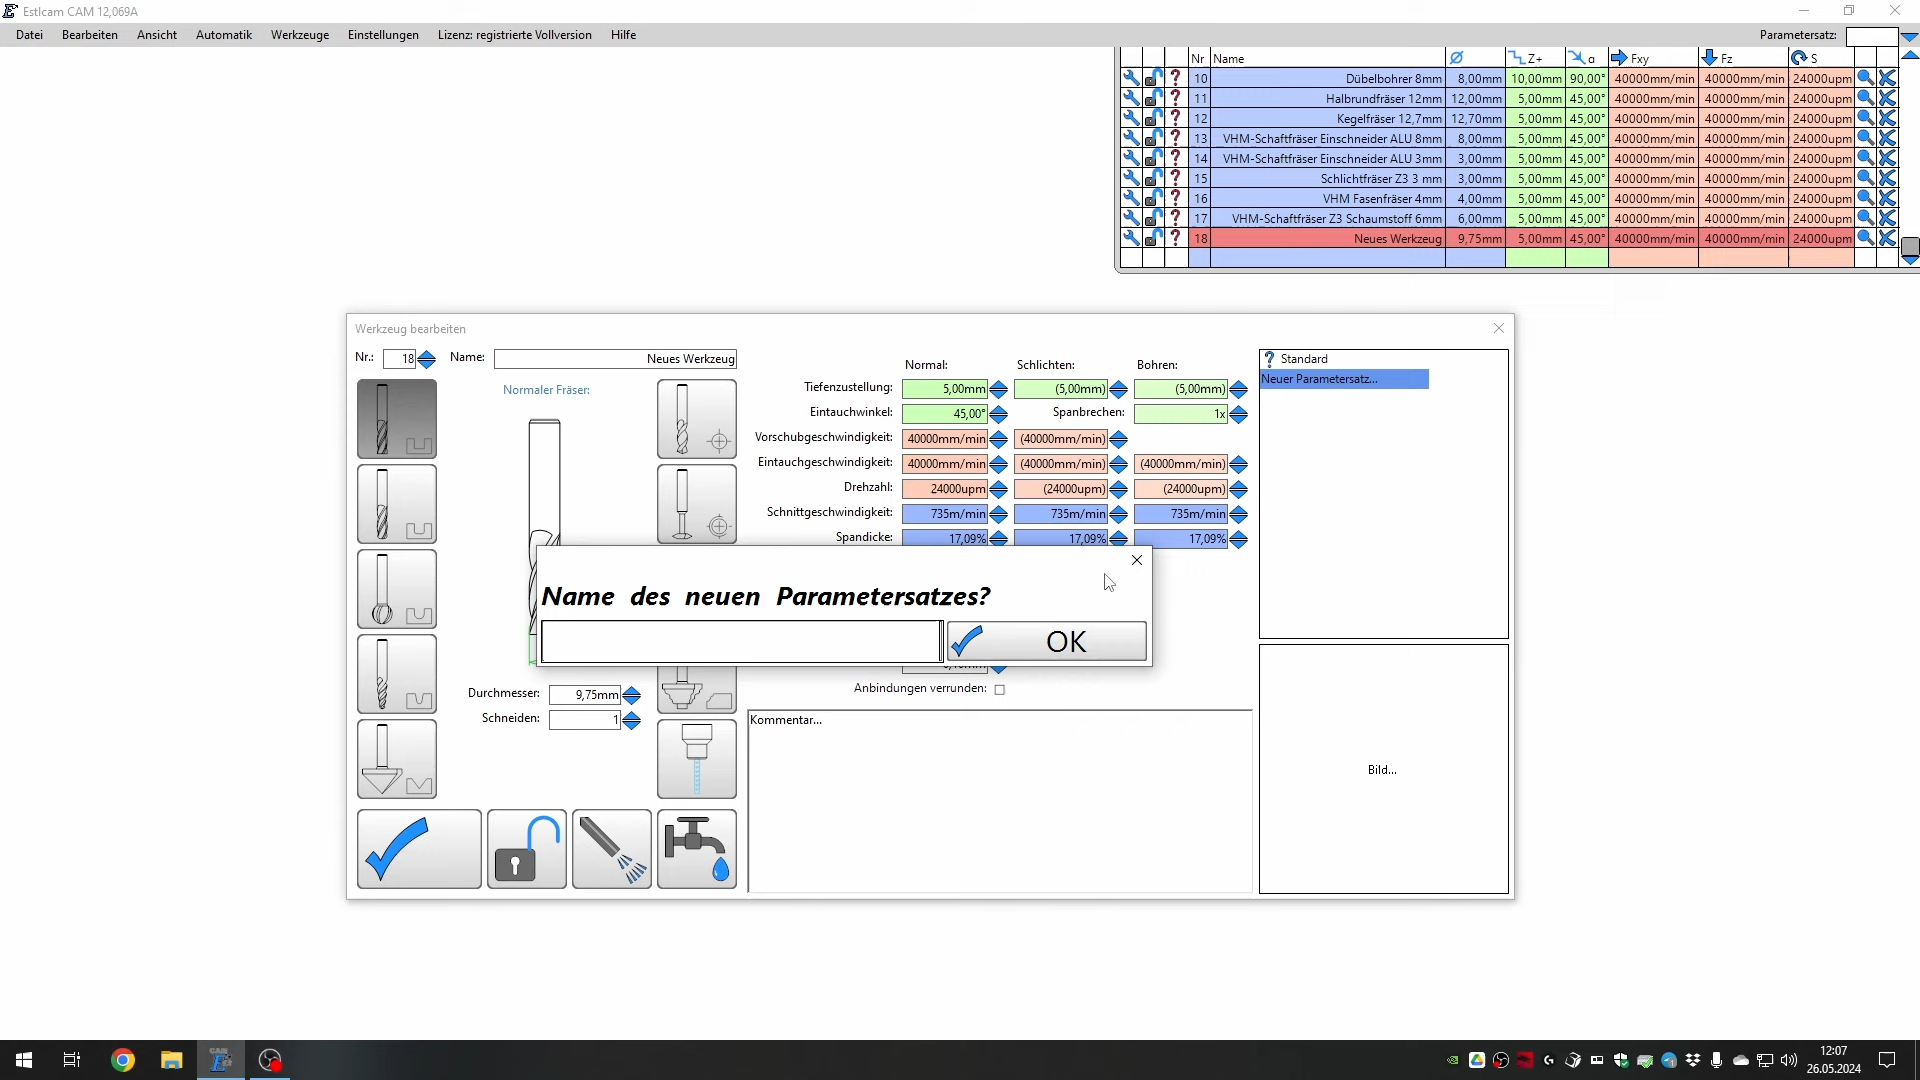 Estlcam CAM 12,069A
Datei Bearbeiten Ansicht Automatik Werkzeuge Einstellungen Lizenz: registrierte Vollversion Hilfe Parametersatz:
Nr Name Ø Z+ α Fxy Fz S
10 Dübelbohrer 8mm 8,00mm 10,00mm 90,00° 40000mm/min 40000mm/min 24000upm
11 Halbrundfräser 12mm 12,00mm 5,00mm 45,00° 40000mm/min 40000mm/min 24000upm
12 Kegelfräser 12,7mm 12,70mm 5,00mm 45,00° 40000mm/min 40000mm/min 24000upm
13 VHM-Schaftfräser Einschneider ALU 8mm 8,00mm 5,00mm 45,00° 40000mm/min 40000mm/min 24000upm
14 VHM-Schaftfräser Einschneider ALU 3mm 3,00mm 5,00mm 45,00° 40000mm/min 40000mm/min 24000upm
15 Schlichtfräser Z3 3 mm 3,00mm 5,00mm 45,00° 40000mm/min 40000mm/min 24000upm
16 VHM Fasenfräser 4mm 4,00mm 5,00mm 45,00° 40000mm/min 40000mm/min 24000upm
17 VHM-Schaftfräser Z3 Schaumstoff 6mm 6,00mm 5,00mm 45,00° 40000mm/min 40000mm/min 24000upm
18 Neues Werkzeug 9,75mm 5,00mm 45,00° 40000mm/min 40000mm/min 24000upm
Werkzeug bearbeiten
Nr.: 18 Name: Neues Werkzeug
Normaler Fräser:
Normal: Schlichten: Bohren:
Tiefenzustellung: 5,00mm (5,00mm) (5,00mm)
Eintauchwinkel: 45,00° Spanbrechen: 1x
Vorschubgeschwindigkeit: 40000mm/min (40000mm/min)
Eintauchgeschwindigkeit: 40000mm/min (40000mm/min) (40000mm/min)
Drehzahl: 24000upm (24000upm) (24000upm)
Schnittgeschwindigkeit: 735m/min 735m/min 735m/min
Spandicke: 17,09% 17,09% 17,09%
? Standard
Neuer Parametersatz...
Name des neuen Parametersatzes?
OK
Anbindungen verrunden:
Durchmesser: 9,75mm
Schneiden: 1
Kommentar...
Bild...
12:07
26.05.2024